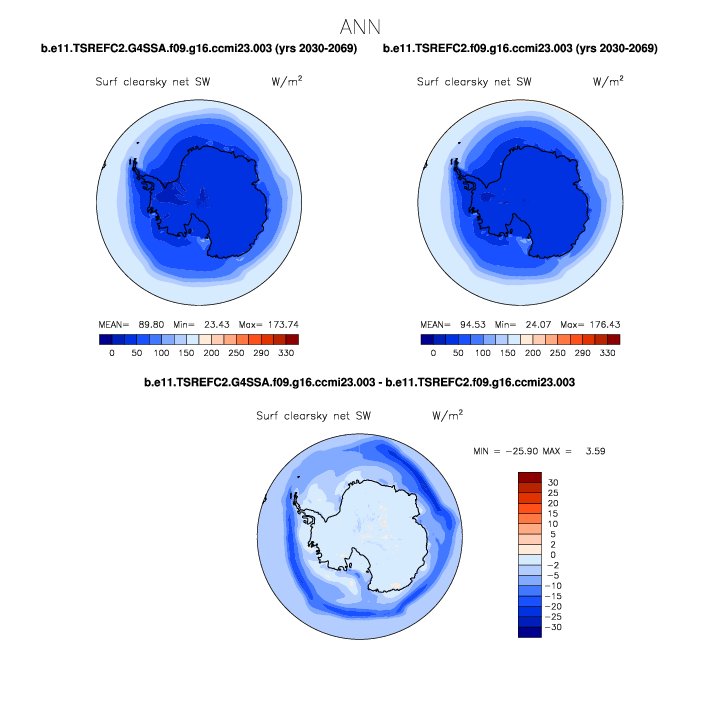 ANN
b.e11.TSREFC2.G4SSA.f09.g16.ccmi23.003 (yrs 2030-2069) b.e11.TSREFC2.f09.g16.ccmi23.003 (yrs 2030-2069)
Surf clearsky net SW W/m² Surf clearsky net SW W/m²
MEAN= 89.80 Min= 23.43 Max= 173.74 MEAN= 94.53 Min= 24.07 Max= 176.43
0 50 100 150 200 250 290 330 0 50 100 150 200 250 290 330
b.e11.TSREFC2.G4SSA.f09.g16.ccmi23.003 - b.e11.TSREFC2.f09.g16.ccmi23.003
Surf clearsky net SW W/m²
MIN = -25.90 MAX = 3.59
30
25
20
15
10
5
2
0
-2
-5
-10
-15
-20
-25
-30